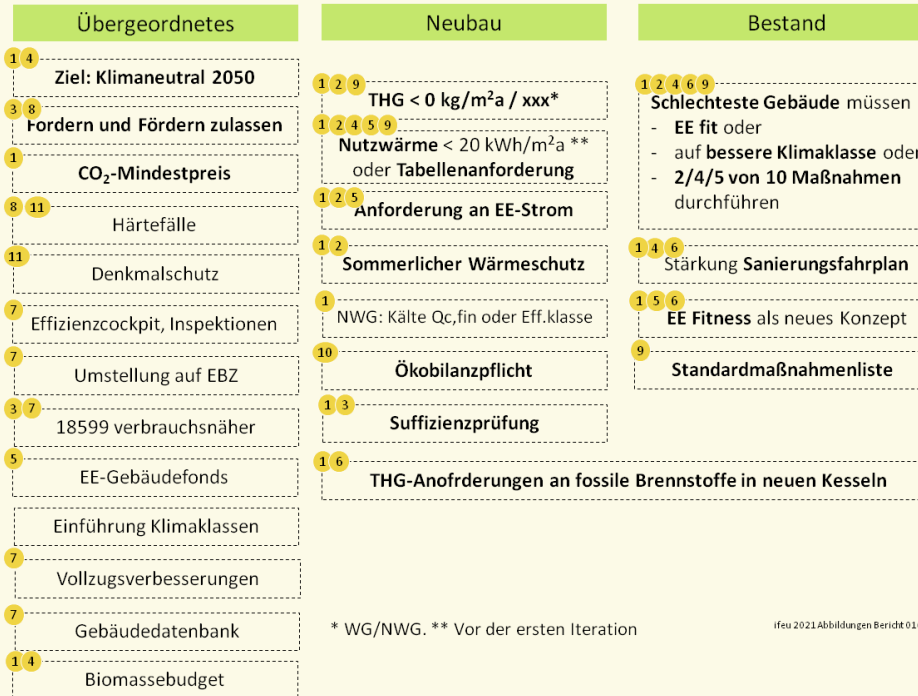 Übergeordnetes
1 4
Ziel: Klimaneutral 2050
3 8
Fordern und Fördern zulassen
1
CO₂-Mindestpreis
8 11
Härtefälle
11
Denkmalschutz
7
Effizienzcockpit, Inspektionen
7
Umstellung auf EBZ
3 7
18599 verbrauchsnäher
5
EE-Gebäudefonds
Einführung Klimaklassen
7
Vollzugsverbesserungen
7
Gebäudedatenbank
1 4
Biomassebudget
Neubau
1 2 9
THG < 0 kg/m²a / xxx*
1 2 4 5 9
Nutzwärme < 20 kWh/m²a **
oder Tabellenanforderung
1 2 5
Anforderung an EE-Strom
1 2
Sommerlicher Wärmeschutz
1
NWG: Kälte Qc,fin oder Eff.klasse
10
Ökobilanzpflicht
1 3
Suffizienzprüfung
1 6
THG-Anofrderungen an fossile Brennstoffe in neuen Kesseln
Bestand
1 2 4 6 9
Schlechteste Gebäude müssen
- EE fit oder
- auf bessere Klimaklasse oder
- 2/4/5 von 10 Maßnahmen
durchführen
1 4 6
Stärkung Sanierungsfahrplan
1 5 6
EE Fitness als neues Konzept
9
Standardmaßnahmenliste
* WG/NWG. ** Vor der ersten Iteration
ifeu 2021 Abbildungen Bericht